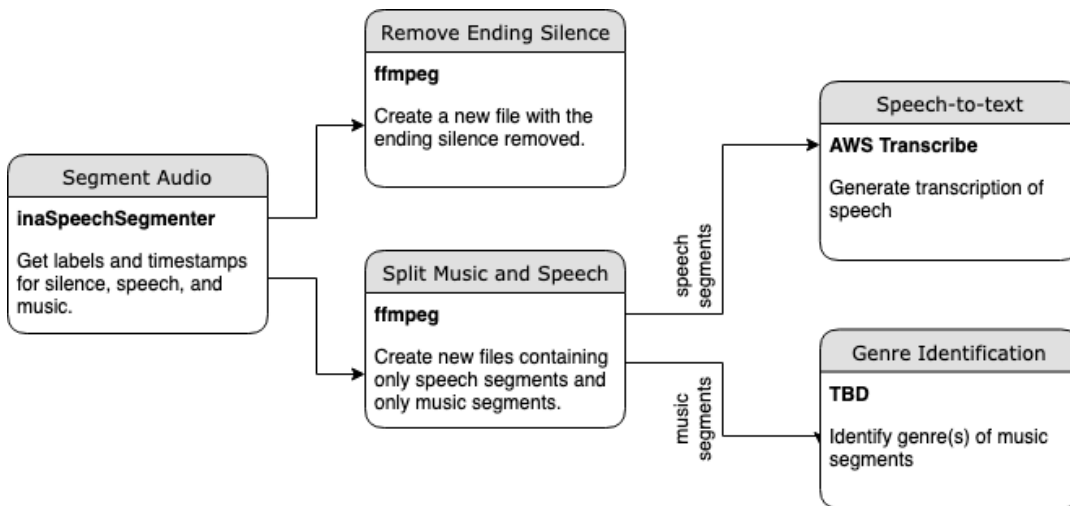 Remove Ending Silence
ffmpeg
Create a new file with the
ending silence removed.
Speech-to-text
AWS Transcribe
Generate transcription of
speech
Segment Audio
inaSpeechSegmenter
Get labels and timestamps
for silence, speech, and
music.
Split Music and Speech
ffmpeg
Create new files containing
only speech segments and
only music segments.
speech
segments
music
segments
Genre Identification
TBD
Identify genre(s) of music
segments